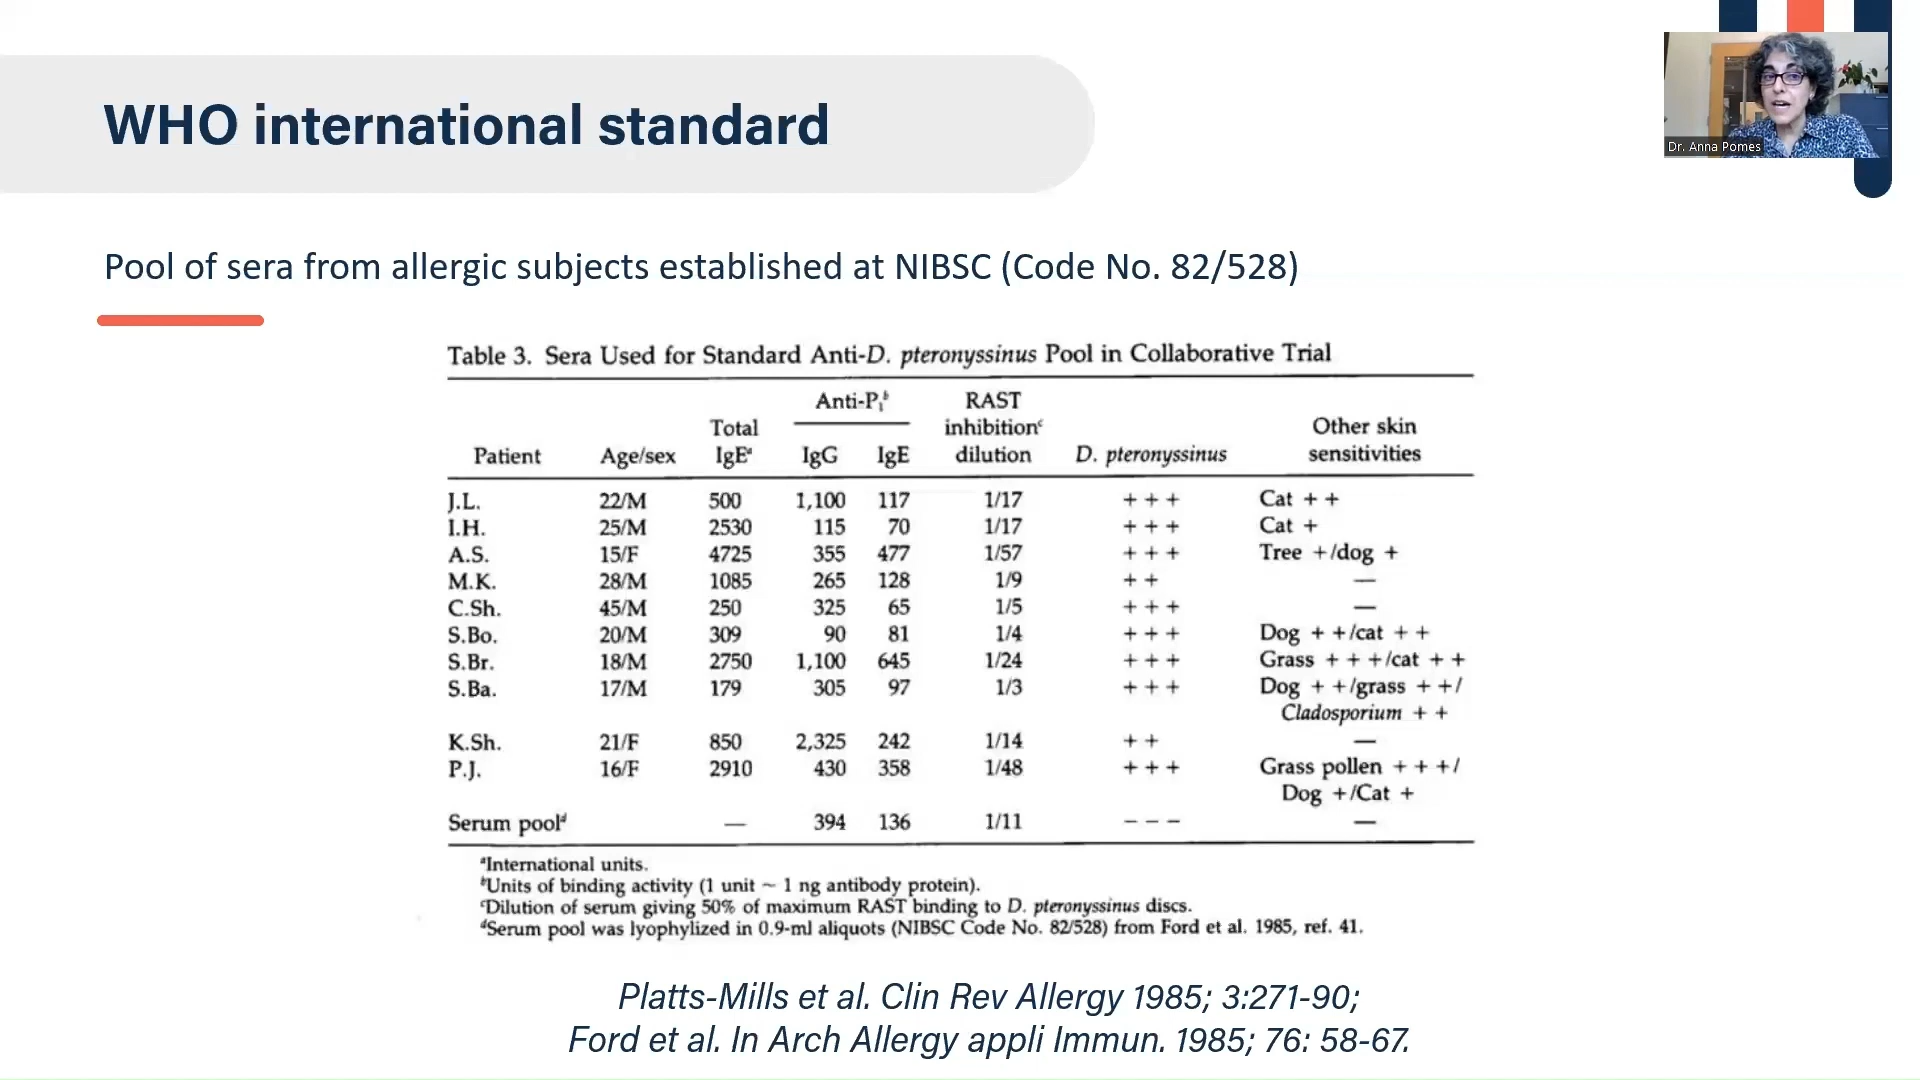 WHO international standard
Dr. Anna Pomes
Pool of sera from allergic subjects established at NIBSC (Code No. 82/528)
Table 3. Sera Used for Standard Anti-D. pteronyssinus Pool in Collaborative Trial
Anti-P₁ᵇ RAST
Total inhibitionᶜ Other skin
Patient Age/sex IgEᵃ IgG IgE dilution D. pteronyssinus sensitivities
J.L. 22/M 500 1,100 117 1/17 + + + Cat + +
I.H. 25/M 2530 115 70 1/17 + + + Cat +
A.S. 15/F 4725 355 477 1/57 + + + Tree +/dog +
M.K. 28/M 1085 265 128 1/9 + + —
C.Sh. 45/M 250 325 65 1/5 + + + —
S.Bo. 20/M 309 90 81 1/4 + + + Dog + +/cat + +
S.Br. 18/M 2750 1,100 645 1/24 + + + Grass + + +/cat + +
S.Ba. 17/M 179 305 97 1/3 + + + Dog + +/grass + +/
Cladosporium + +
K.Sh. 21/F 850 2,325 242 1/14 + + —
P.J. 16/F 2910 430 358 1/48 + + + Grass pollen + + +/
Dog +/Cat +
Serum poolᵈ — 394 136 1/11 – – – —
ᵃInternational units.
ᵇUnits of binding activity (1 unit ~ 1 ng antibody protein).
ᶜDilution of serum giving 50% of maximum RAST binding to D. pteronyssinus discs.
ᵈSerum pool was lyophylized in 0.9-ml aliquots (NIBSC Code No. 82/528) from Ford et al. 1985, ref. 41.
Platts-Mills et al. Clin Rev Allergy 1985; 3:271-90;
Ford et al. In Arch Allergy appli Immun. 1985; 76: 58-67.